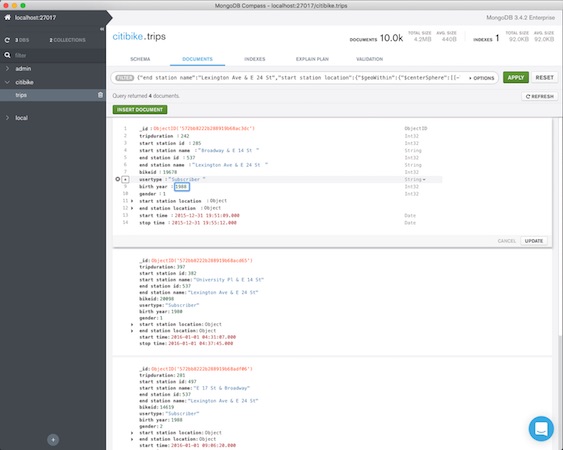 MongoDB Compass - localhost:27017/citibike.trips
localhost:27017
MongoDB 3.4.2 Enterprise
3 DBS 2 COLLECTIONS
filter
admin
citibike
trips
local
citibike.trips
DOCUMENTS 10.0k TOTAL SIZE 4.2MB AVG. SIZE 440B INDEXES 1 TOTAL SIZE 92.0KB AVG. SIZE 92.0KB
SCHEMA DOCUMENTS INDEXES EXPLAIN PLAN VALIDATION
FILTER {"end station name":"Lexington Ave & E 24 St","start station location":{"$geoWithin":{"$centerSphere":[[- OPTIONS APPLY RESET
Query returned 4 documents. REFRESH
INSERT DOCUMENT
1 _id ObjectID
2 tripduration :242 Int32
3 start station id :285 Int32
4 start station name :"Broadway & E 14 St " String
5 end station id :537 Int32
6 end station name :"Lexington Ave & E 24 St " String
7 bikeid :19679 Int32
8 usertype :"Subscriber " String
9 birth year :1986 Int32
10 gender :1 Int32
11 start station location :Object
12 end station location :Object
13 start time :2015-12-31 19:51:09.000 Date
14 stop time :2015-12-31 19:55:12.000 Date
CANCEL UPDATE
_id:
tripduration:397
start station id:382
start station name:"University Pl & E 14 St"
end station id:537
end station name:"Lexington Ave & E 24 St"
bikeid:20098
usertype:"Subscriber"
birth year:1980
gender:1
start station location:Object
end station location:Object
start time:2016-01-01 04:31:07.000
stop time:2016-01-01 04:37:45.000
_id:
tripduration:281
start station id:497
start station name:"E 17 St & Broadway"
end station id:537
end station name:"Lexington Ave & E 24 St"
bikeid:14619
usertype:"Subscriber"
birth year:1988
gender:2
start station location:Object
end station location:Object
start time:2016-01-01 09:06:20.000